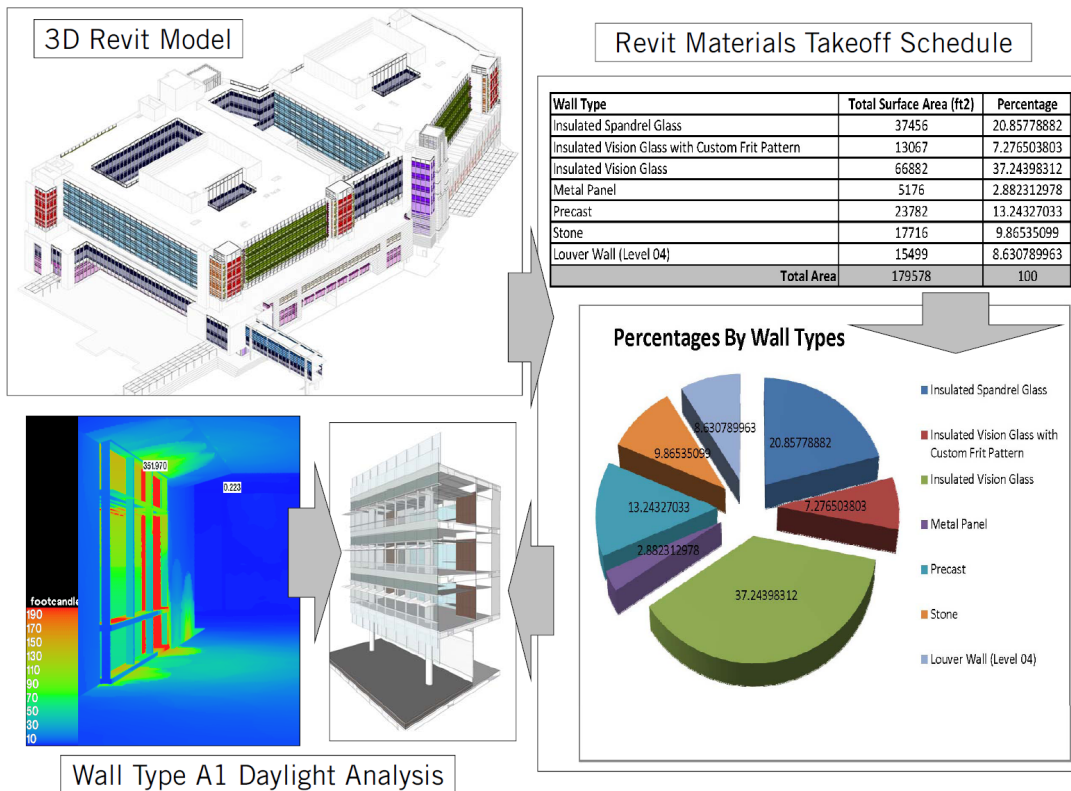 3D Revit Model
Revit Materials Takeoff Schedule
Wall Type Total Surface Area (ft2) Percentage
Insulated Spandrel Glass 37456 20.85778882
Insulated Vision Glass with Custom Frit Pattern 13067 7.276503803
Insulated Vision Glass 66882 37.24398312
Metal Panel 5176 2.882312978
Precast 23782 13.24327033
Stone 17716 9.86535099
Louver Wall (Level 04) 15499 8.630789963
Total Area 179578 100
Percentages By Wall Types
8.630789963
20.85778882
9.86535099
13.24327033
7.276503803
2.882312978
37.24398312
Insulated Spandrel Glass
Insulated Vision Glass with
Custom Frit Pattern
Insulated Vision Glass
Metal Panel
Precast
Stone
Louver Wall (Level 04)
351.970
0.223
footcandle
190
170
150
130
110
90
70
50
30
10
Wall Type A1 Daylight Analysis